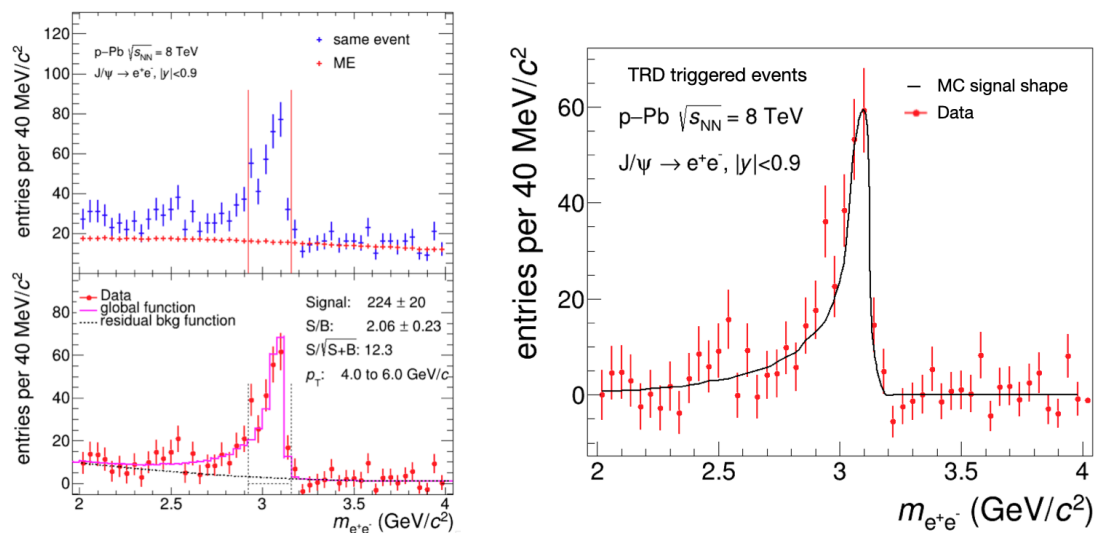 entries per 40 MeV/c²
120
100
80
60
40
20
p–Pb √sNN = 8 TeV
J/ψ → e⁺e⁻, |y|<0.9
same event
ME
entries per 40 MeV/c²
80
60
40
20
0
Data
global function
residual bkg function
Signal: 224 ± 20
S/B: 2.06 ± 0.23
S/√S+B: 12.3
pT: 4.0 to 6.0 GeV/c
2 2.5 3 3.5 4
me⁺e⁻ (GeV/c²)
entries per 40 MeV/c²
60
40
20
0
TRD triggered events
p–Pb √sNN = 8 TeV
J/ψ → e⁺e⁻, |y|<0.9
MC signal shape
Data
2 2.5 3 3.5 4
me⁺e⁻ (GeV/c²)